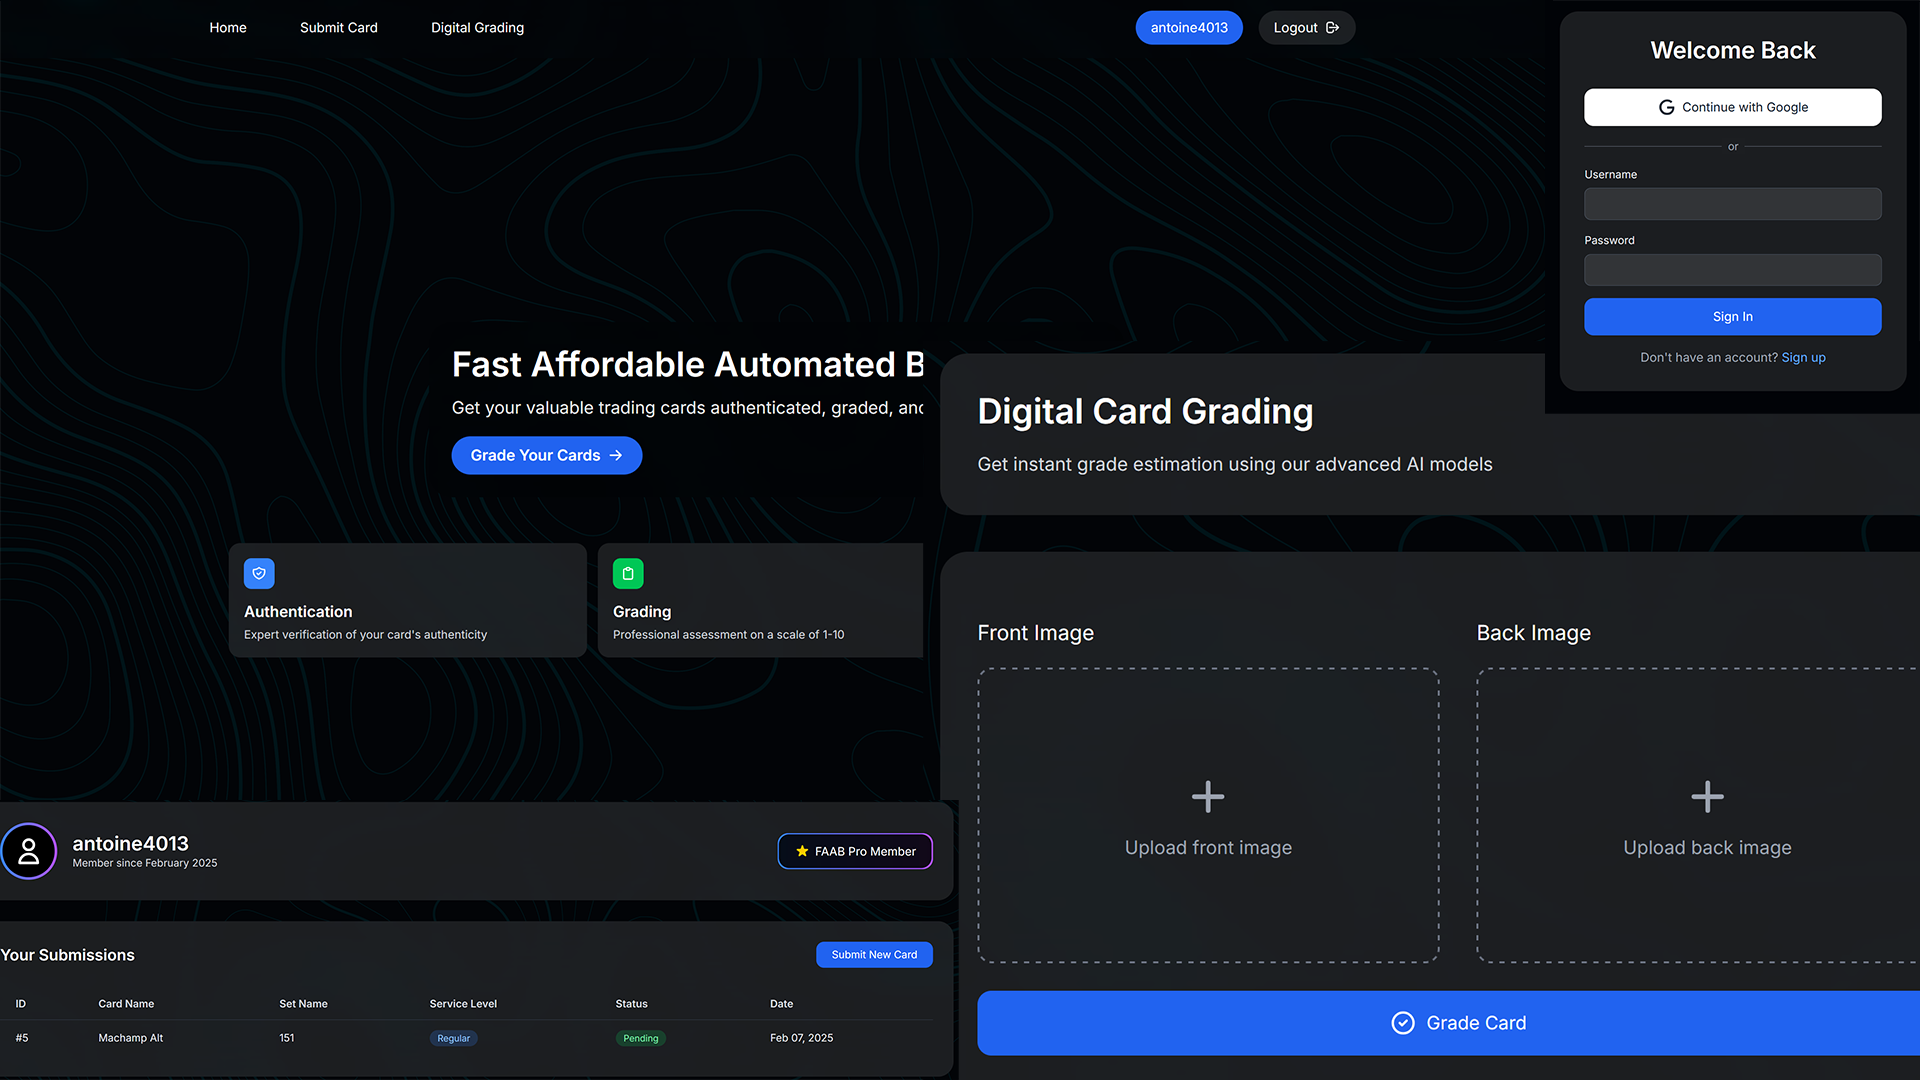 Home
Submit Card
Digital Grading
antoine4013
Logout
Welcome Back
Continue with Google
or
Username
Password
Sign In
Don't have an account? Sign up
Fast Affordable Automated B
Get your valuable trading cards authenticated, graded, and
Grade Your Cards
Authentication
Expert verification of your card's authenticity
Grading
Professional assessment on a scale of 1-10
Digital Card Grading
Get instant grade estimation using our advanced AI models
Front Image
Back Image
Upload front image
Upload back image
Grade Card
antoine4013
Member since February 2025
FAAB Pro Member
Your Submissions
Submit New Card
ID Card Name Set Name Service Level Status Date
#5 Machamp Alt 151 Regular Pending Feb 07, 2025